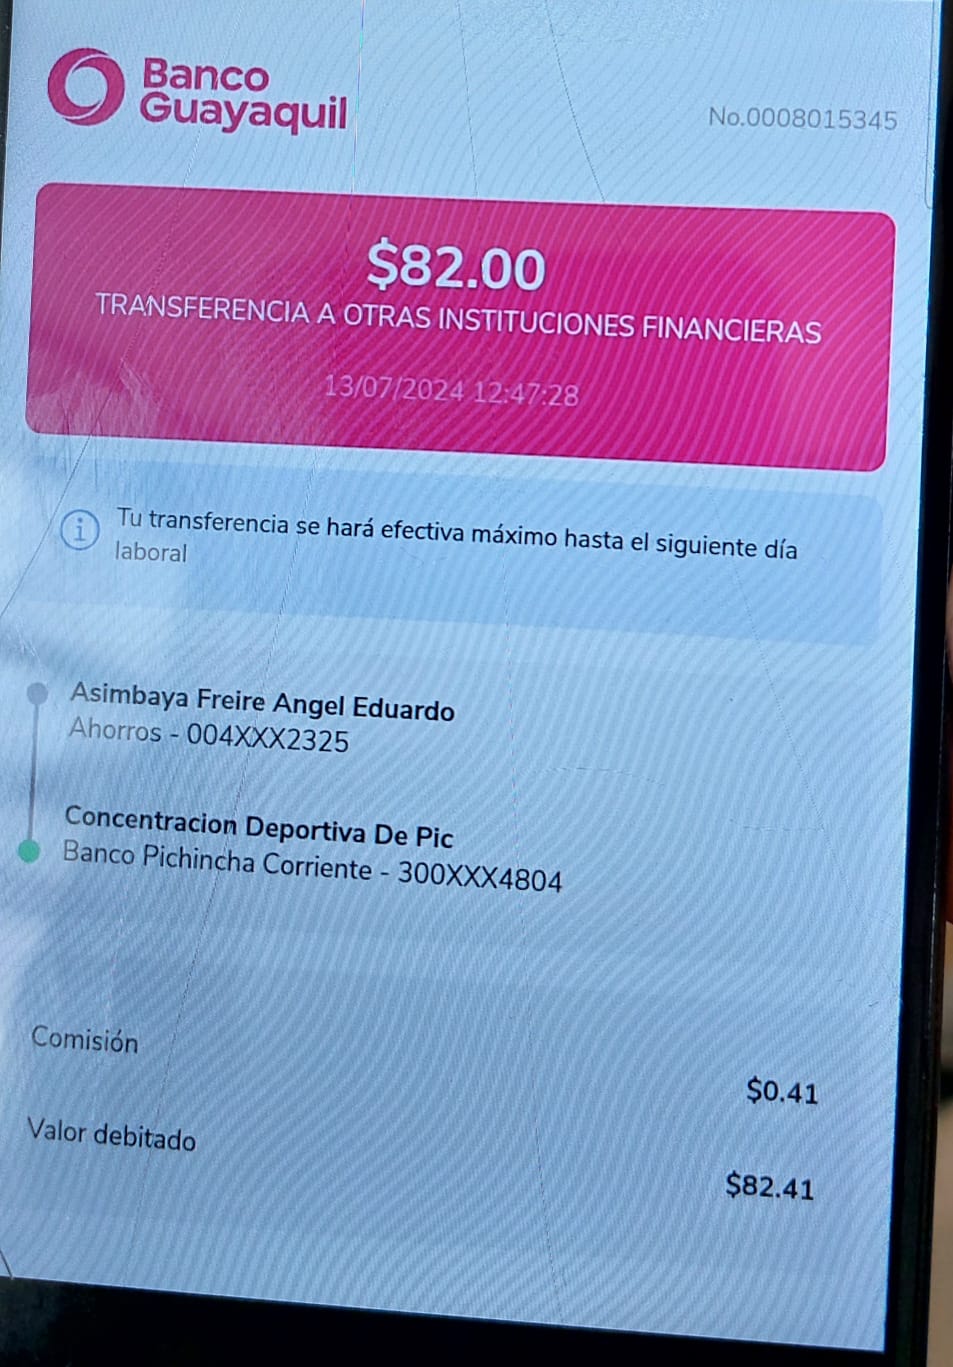 Banco
Guayaquil
No.0008015345
$82.00
TRANSFERENCIA A OTRAS INSTITUCIONES FINANCIERAS
13/07/2024 12:47:28
Tu transferencia se hará efectiva máximo hasta el siguiente día
laboral
Asimbaya Freire Angel Eduardo
Ahorros - 004XXX2325
Concentracion Deportiva De Pic
Banco Pichincha Corriente - 300XXX4804
Comisión
$0.41
Valor debitado
$82.41